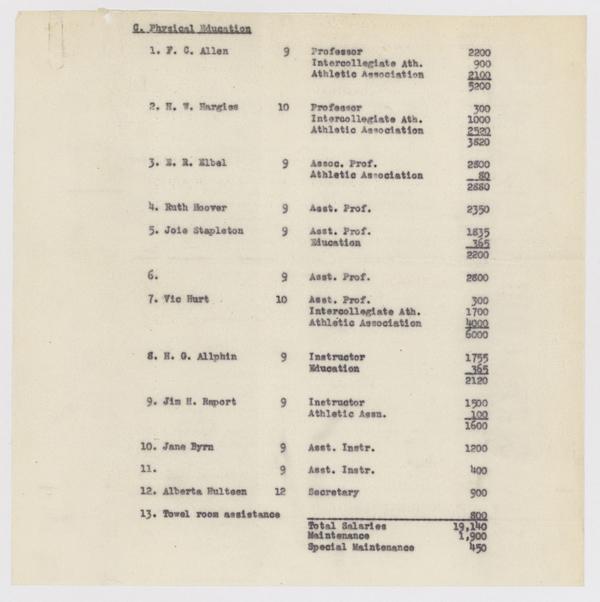 G. Physical Education
1. F. C. Allen 9 Professor 2200
Intercollegiate Ath. 900
Athletic Association 2100
5200
2. H. W. Hargiss 10 Professor 300
Intercollegiate Ath. 1000
Athletic Association 2520
3820
3. E. R. Elbel 9 Assoc. Prof. 2800
Athletic Association 80
2880
4. Ruth Hoover 9 Asst. Prof. 2350
5. Joie Stapleton 9 Asst. Prof. 1835
Education 365
2200
6. 9 Asst. Prof. 2800
7. Vic Hurt 10 Asst. Prof. 300
Intercollegiate Ath. 1700
Athletic Association 4000
6000
8. H. G. Allphin 9 Instructor 1755
Education 365
2120
9. Jim H. Raport 9 Instructor 1500
Athletic Assn. 100
1600
10. Jane Byrn 9 Asst. Instr. 1200
11. 9 Asst. Instr. 400
12. Alberta Hulteen 12 Secretary 900
13. Towel room assistance 800
Total Salaries 19,140
Maintenance 1,900
Special Maintenance 450